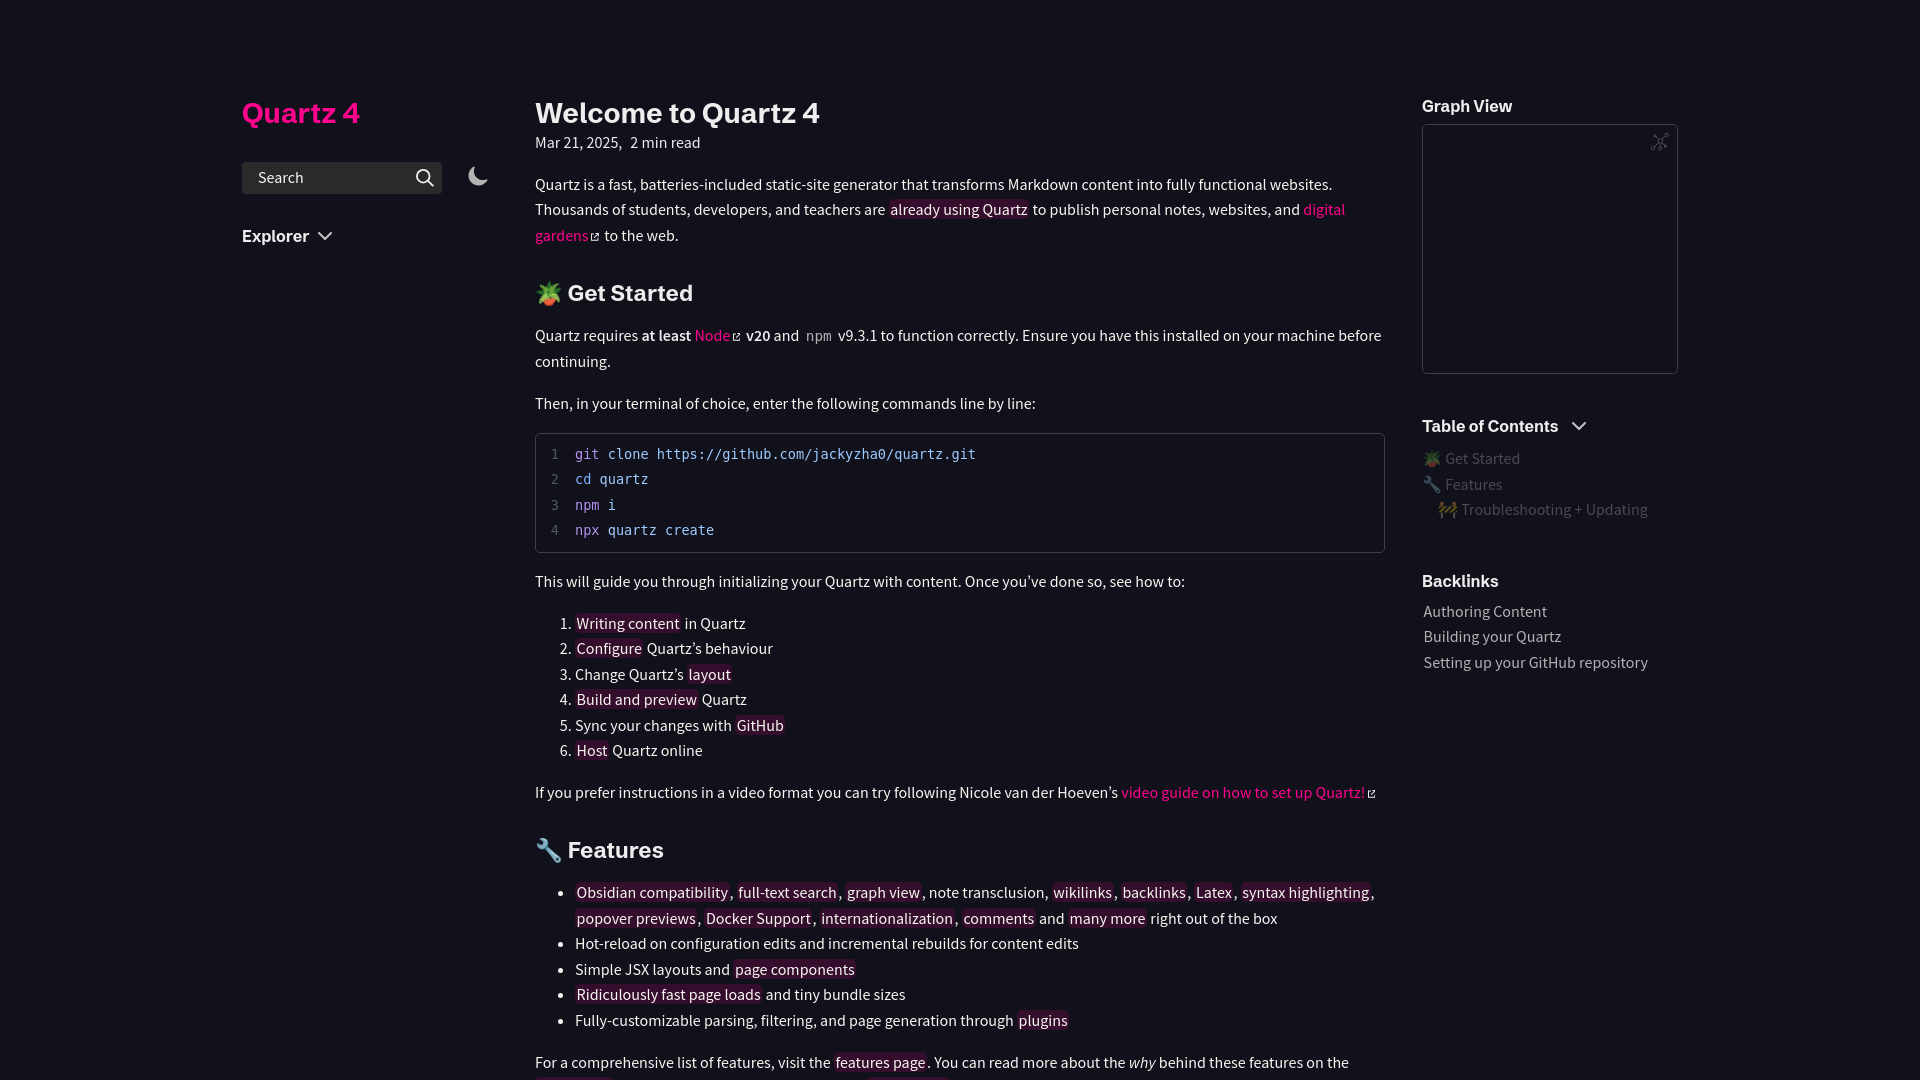 Quartz 4
Search
Explorer
Welcome to Quartz 4
Mar 21, 2025, 2 min read
Quartz is a fast, batteries-included static-site generator that transforms Markdown content into fully functional websites.
Thousands of students, developers, and teachers are already using Quartz to publish personal notes, websites, and digital
gardens to the web.
🪴 Get Started
Quartz requires at least Node v20 and npm v9.3.1 to function correctly. Ensure you have this installed on your machine before
continuing.
Then, in your terminal of choice, enter the following commands line by line:
1 git clone https://github.com/jackyzha0/quartz.git
2 cd quartz
3 npm i
4 npx quartz create
This will guide you through initializing your Quartz with content. Once you’ve done so, see how to:
1. Writing content in Quartz
2. Configure Quartz’s behaviour
3. Change Quartz’s layout
4. Build and preview Quartz
5. Sync your changes with GitHub
6. Host Quartz online
If you prefer instructions in a video format you can try following Nicole van der Hoeven’s video guide on how to set up Quartz!
🔧 Features
• Obsidian compatibility, full-text search, graph view, note transclusion, wikilinks, backlinks, Latex, syntax highlighting,
popover previews, Docker Support, internationalization, comments and many more right out of the box
• Hot-reload on configuration edits and incremental rebuilds for content edits
• Simple JSX layouts and page components
• Ridiculously fast page loads and tiny bundle sizes
• Fully-customizable parsing, filtering, and page generation through plugins
For a comprehensive list of features, visit the features page. You can read more about the why behind these features on the
Graph View
Table of Contents
🪴 Get Started
🔧 Features
🚧 Troubleshooting + Updating
Backlinks
Authoring Content
Building your Quartz
Setting up your GitHub repository